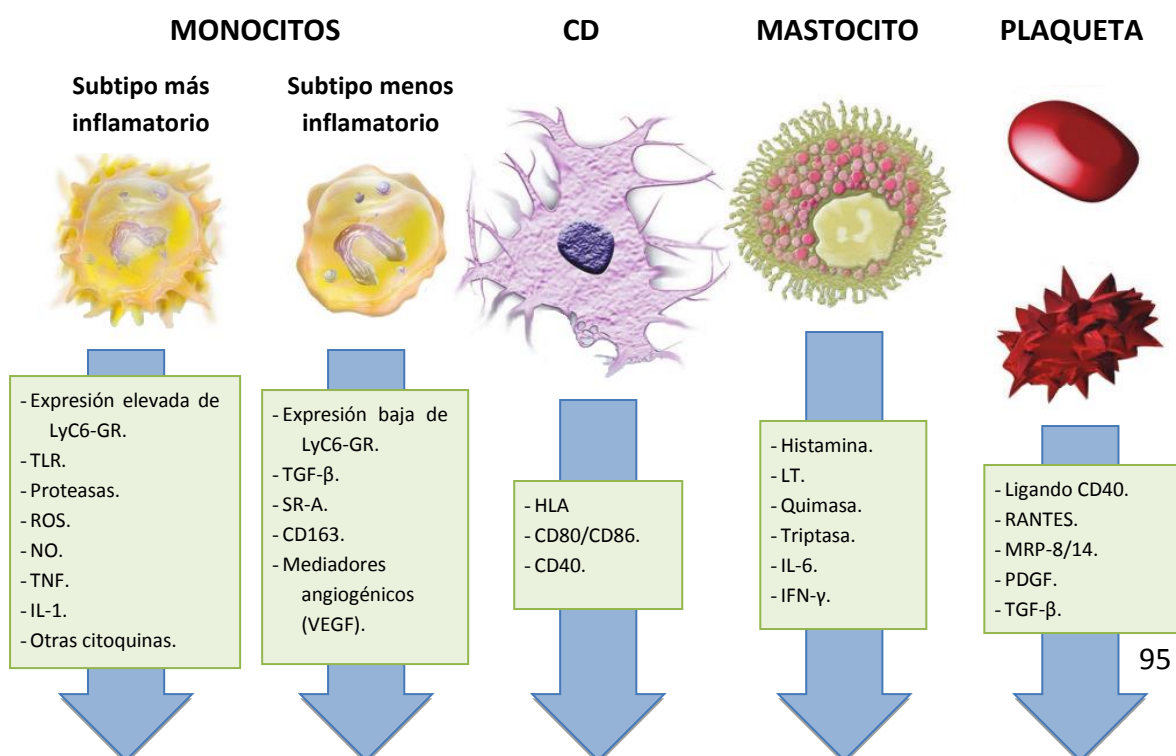 MONOCITOS
CD
MASTOCITO
PLAQUETA
Subtipo más
inflamatorio
Subtipo menos
inflamatorio
- Expresión elevada de
LyC6-GR.
- TLR.
- Proteasas.
- ROS.
- NO.
- TNF.
- IL-1.
- Otras citoquinas.
- Expresión baja de
LyC6-GR.
- TGF-β.
- SR-A.
- CD163.
- Mediadores
angiogénicos
(VEGF).
- HLA
- CD80/CD86.
- CD40.
- Histamina.
- LT.
- Quimasa.
- Triptasa.
- IL-6.
- IFN-γ.
- Ligando CD40.
- RANTES.
- MRP-8/14.
- PDGF.
- TGF-β.
95